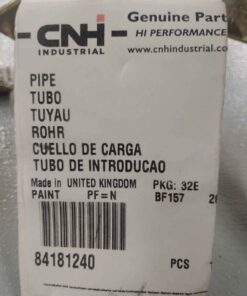 CNH
INDUSTRIAL
Genuine Part
HI PERFORMANCE
www.cnhindustrial.com
PIPE
TUBO
TUYAU
ROHR
CUELLO DE CARGA
TUBO DE INTRODUCAO
Made in UNITED KINGDOM PKG: 32E
PAINT PF=N BF157
84181240 PCS